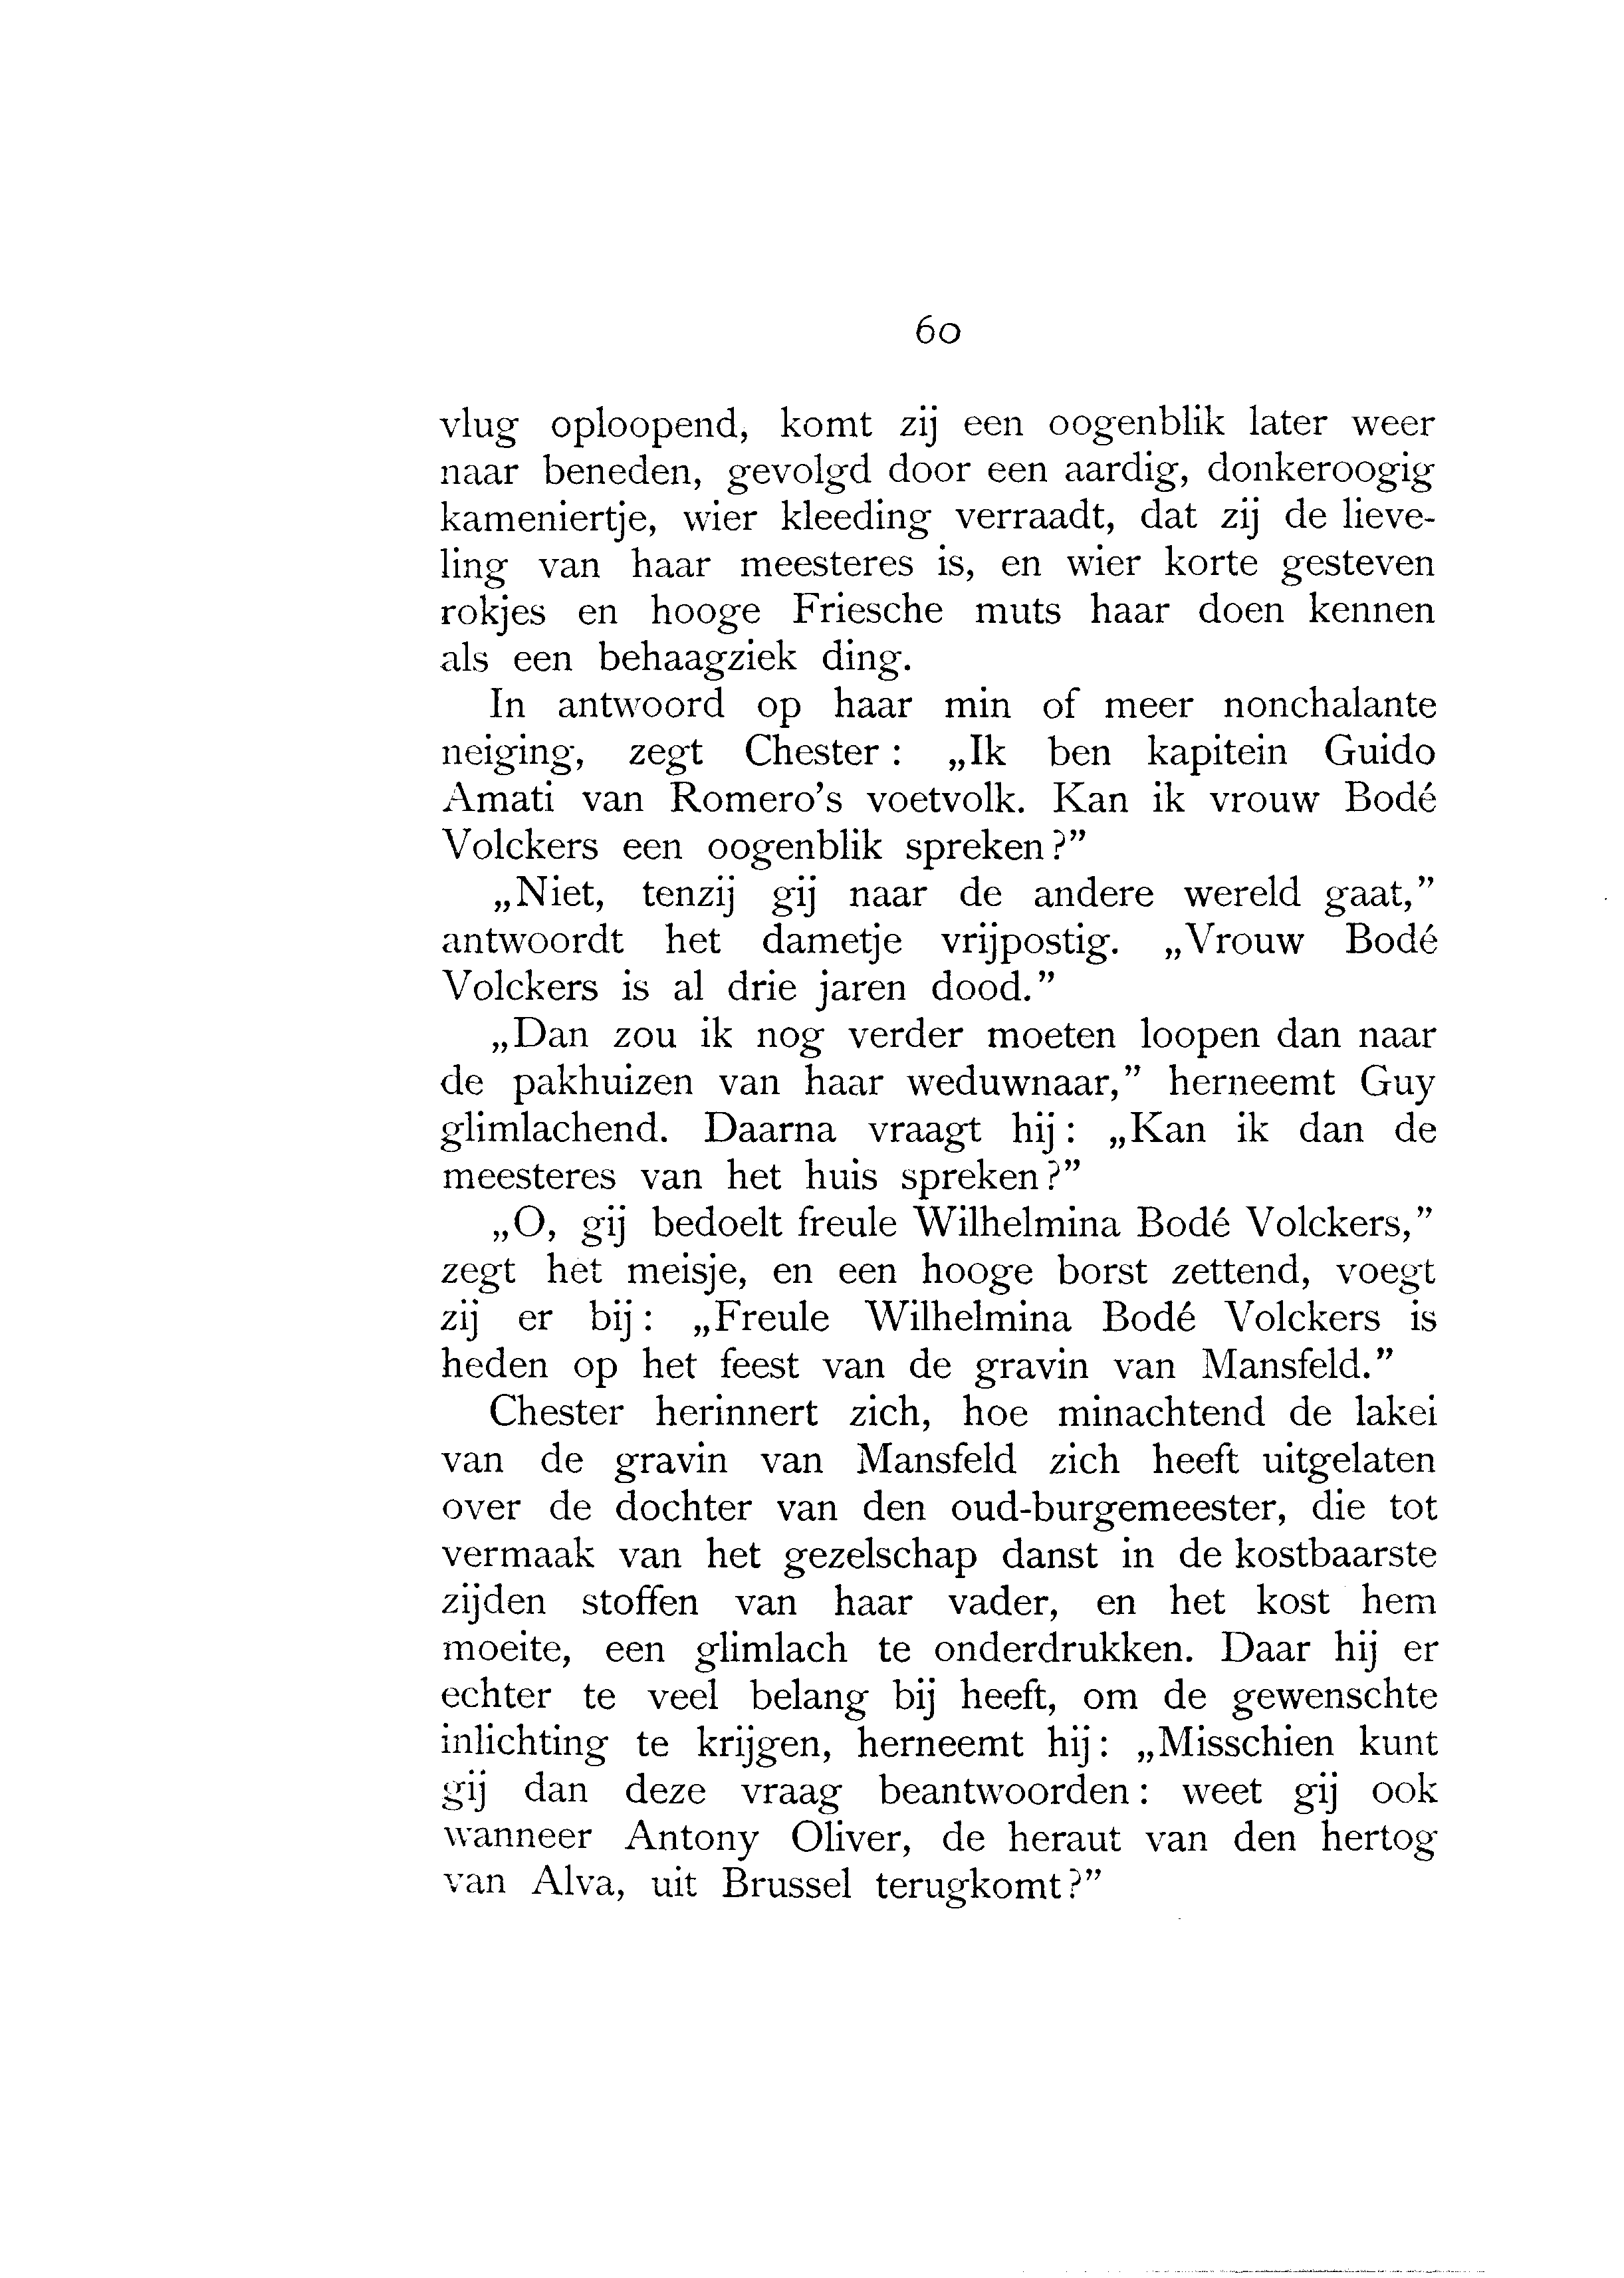 60
vlug oploopend, komt zij een oogenblik later weer
naar beneden, gevolgd door een aardig, donkeroogig
kameniertje, wier kleeding verraadt, dat zij de lieve-
ling van haar meesteres is, en wier korte gesteven
rokjes en hooge Friesche muts haar doen kennen
als een behaagziek ding.
In antwoord op haar min of meer nonchalante
neiging, zegt Chester: „Ik ben kapitein Guido
Amati van Romero's voetvolk. Kan ik vrouw Bodé
Volckers een oogenblik spreken?”
„Niet, tenzij gij naar de andere wereld gaat,”
antwoordt het dametje vrijpostig. „Vrouw Bodé
Volckers is al drie jaren dood.”
„Dan zou ik nog verder moeten loopen dan naar
de pakhuizen van haar weduwnaar,” herneemt Guy
glimlachend. Daarna vraagt hij: „Kan ik dan de
meesteres van het huis spreken?”
„O, gij bedoelt freule Wilhelmina Bodé Volckers,”
zegt het meisje, en een hooge borst zettend, voegt
zij er bij: „Freule Wilhelmina Bodé Volckers is
heden op het feest van de gravin van Mansfeld.”
Chester herinnert zich, hoe minachtend de lakei
van de gravin van Mansfeld zich heeft uitgelaten
over de dochter van den oud-burgemeester, die tot
vermaak van het gezelschap danst in de kostbaarste
zijden stoffen van haar vader, en het kost hem
moeite, een glimlach te onderdrukken. Daar hij er
echter te veel belang bij heeft, om de gewenschte
inlichting te krijgen, herneemt hij: „Misschien kunt
gij dan deze vraag beantwoorden: weet gij ook
wanneer Antony Oliver, de heraut van den hertog
van Alva, uit Brussel terugkomt?”